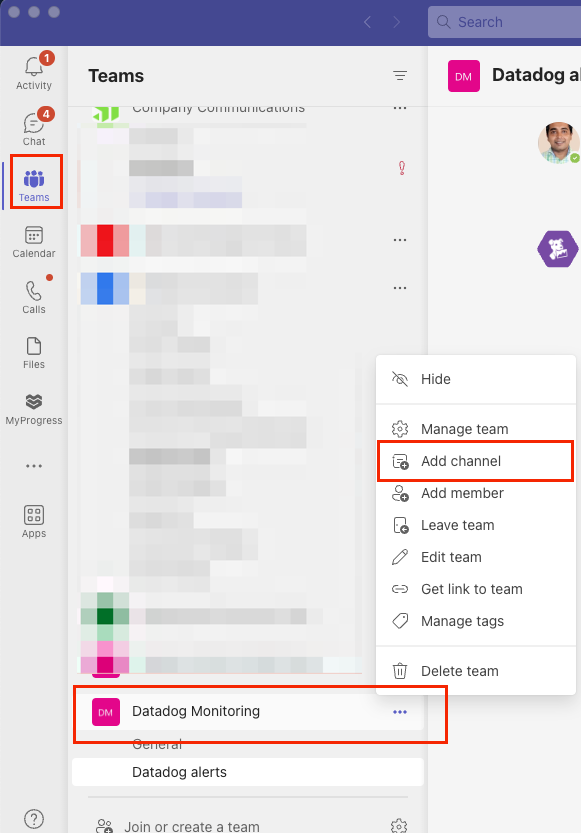 Search
1
Activity
4
Chat
Teams
Calendar
Calls
Files
MyProgress
Apps
Teams
Company Communications
DM
Datadog Monitoring
General
Datadog alerts
Join or create a team
DM
Datadog al
Hide
Manage team
Add channel
Add member
Leave team
Edit team
Get link to team
Manage tags
Delete team